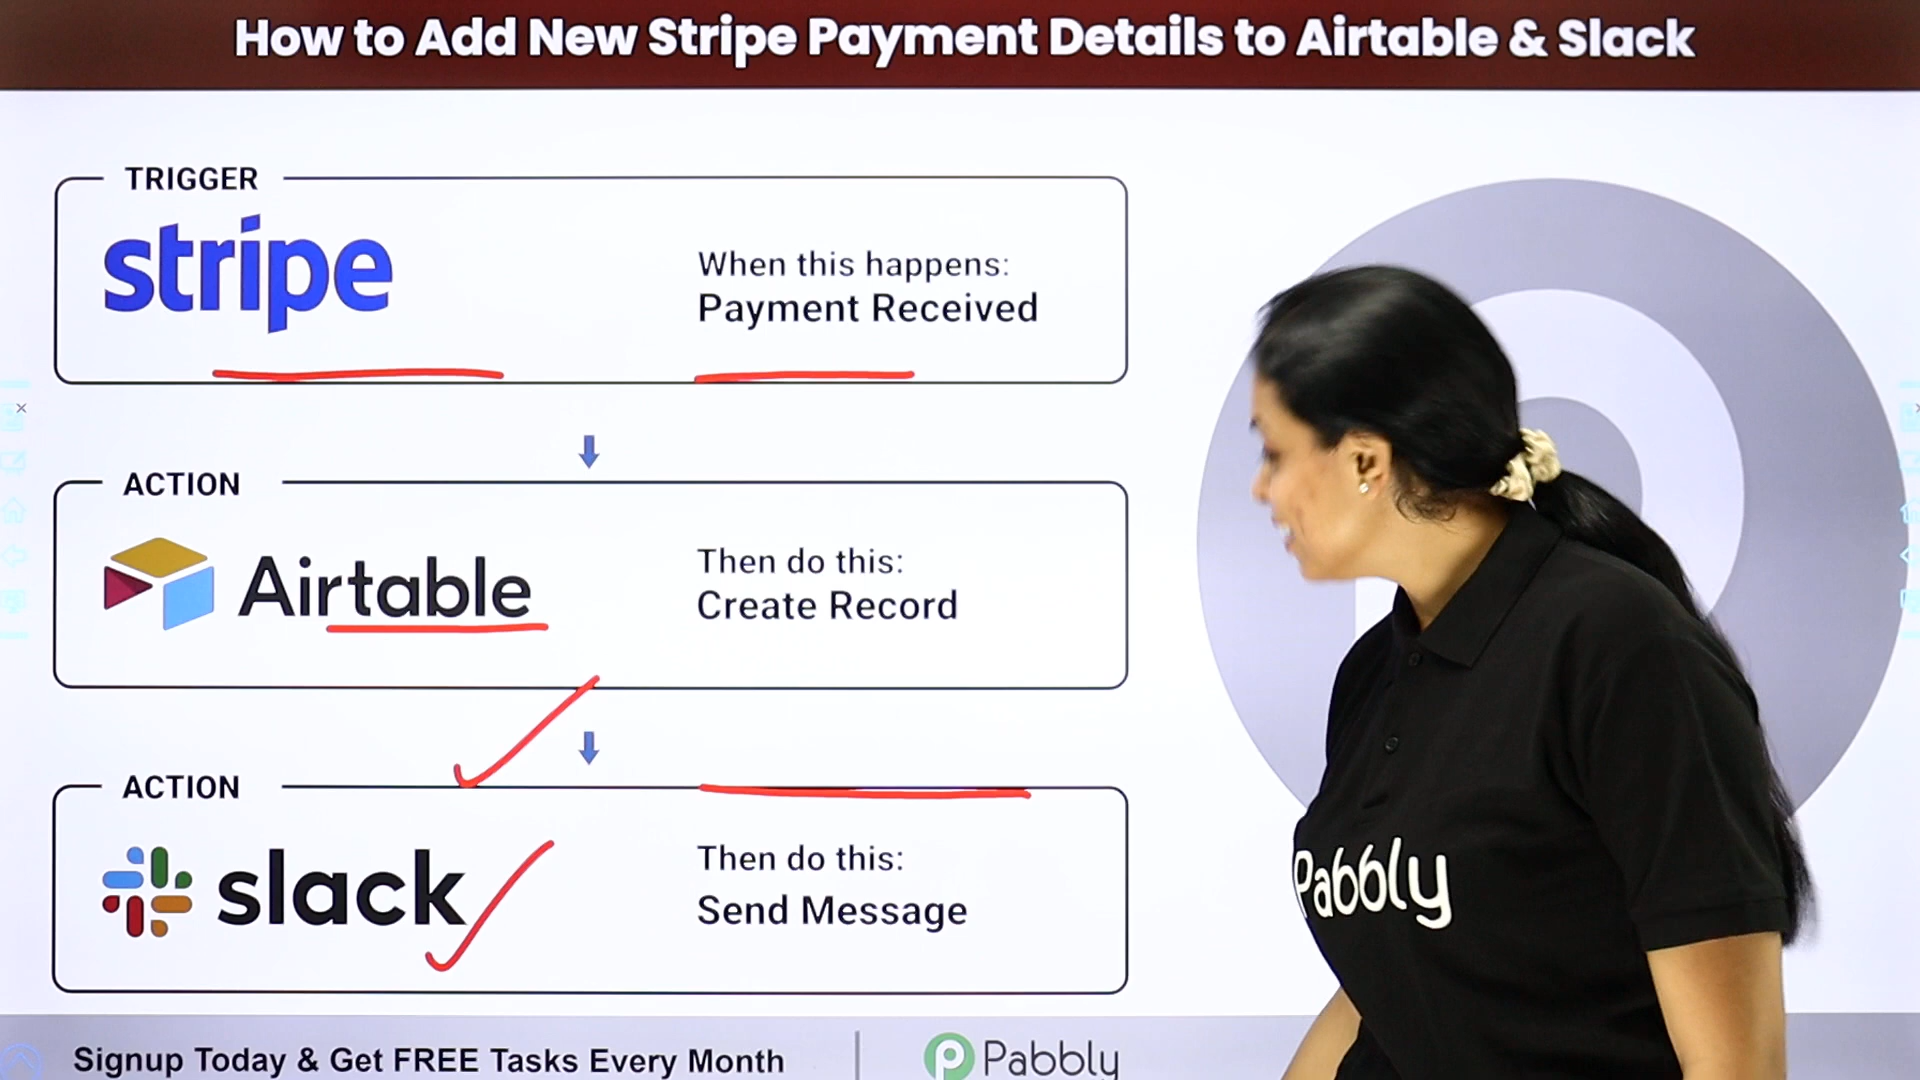 How to Add New Stripe Payment Details to Airtable & Slack
TRIGGER
stripe
When this happens:
Payment Received
ACTION
Airtable
Then do this:
Create Record
ACTION
slack
Then do this:
Send Message
Pabbly
Signup Today & Get FREE Tasks Every Month
Pabbly